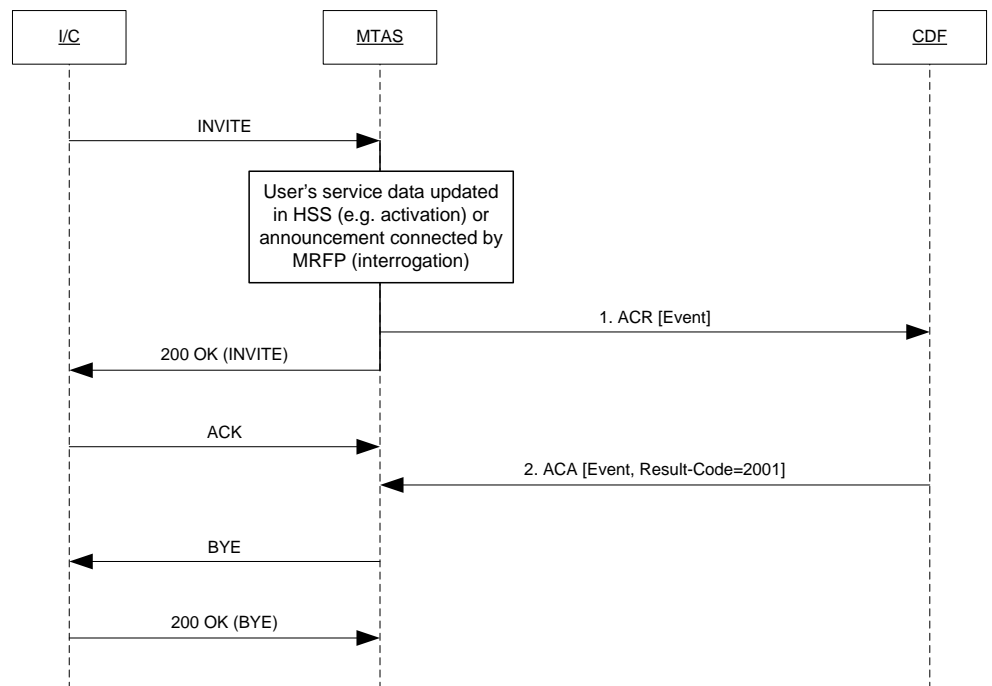 I/C
MTAS
CDF
INVITE
User's service data updated
in HSS (e.g. activation) or
announcement connected by
MRFP (interrogation)
1. ACR [Event]
200 OK (INVITE)
ACK
2. ACA [Event, Result-Code=2001]
BYE
200 OK (BYE)